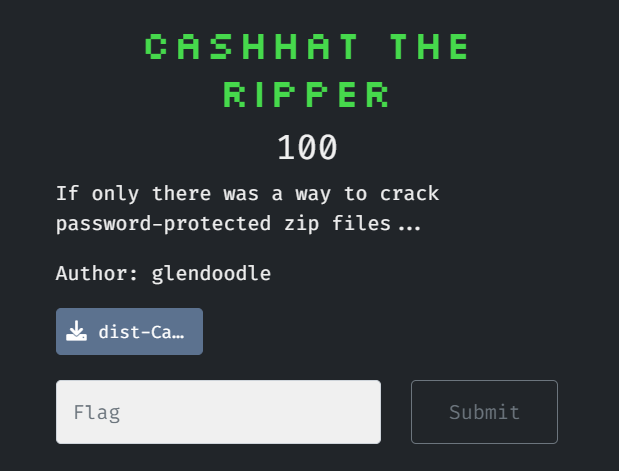 CASHHAT THE
RIPPER
100
If only there was a way to crack
password-protected zip files...
Author: glendoodle
dist-Ca…
Flag
Submit